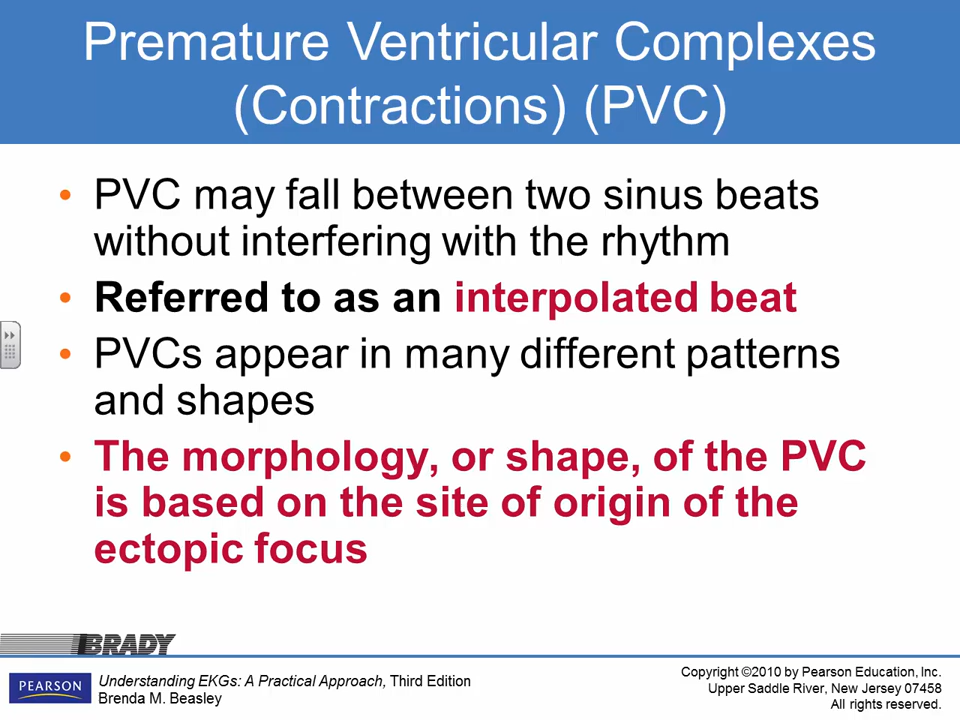 Premature Ventricular Complexes
(Contractions) (PVC)
• PVC may fall between two sinus beats
without interfering with the rhythm
• Referred to as an interpolated beat
• PVCs appear in many different patterns
and shapes
• The morphology, or shape, of the PVC
is based on the site of origin of the
ectopic focus
BRADY
PEARSON
Understanding EKGs: A Practical Approach, Third Edition
Brenda M. Beasley
Copyright ©2010 by Pearson Education, Inc.
Upper Saddle River, New Jersey 07458
All rights reserved.